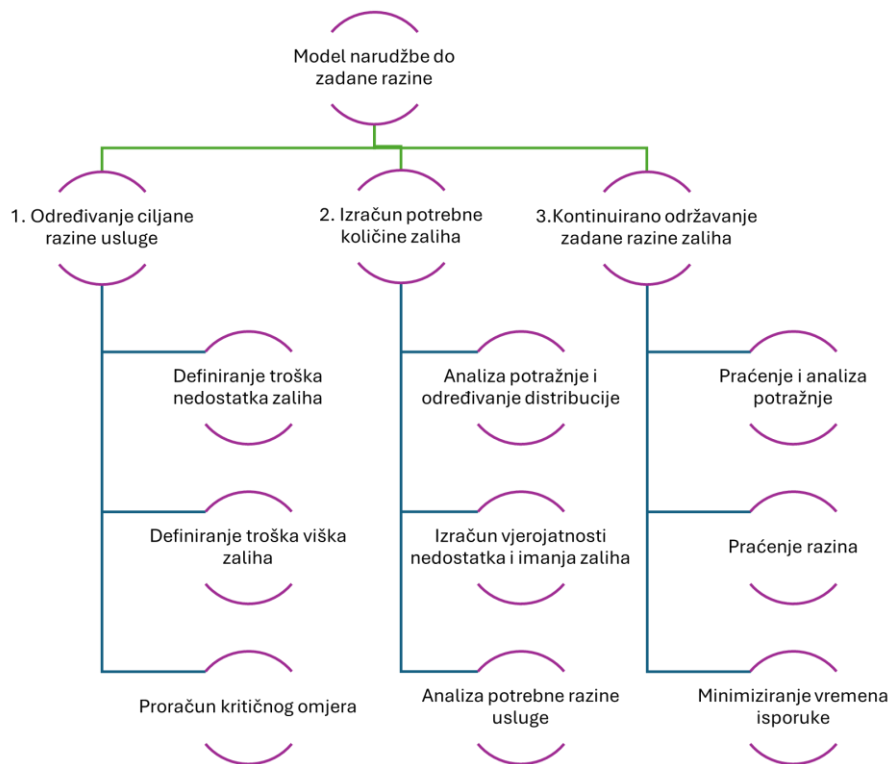 Model narudžbe do
zadane razine
1. Određivanje ciljane
razine usluge
2. Izračun potrebne
količine zaliha
3.Kontinuirano održavanje
zadane razine zaliha
Definiranje troška
nedostatka zaliha
Definiranje troška viška
zaliha
Proračun kritičnog omjera
Analiza potražnje i
određivanje distribucije
Izračun vjerojatnosti
nedostatka i imanja zaliha
Analiza potrebne razine
usluge
Praćenje i analiza
potražnje
Praćenje razina
Minimiziranje vremena
isporuke